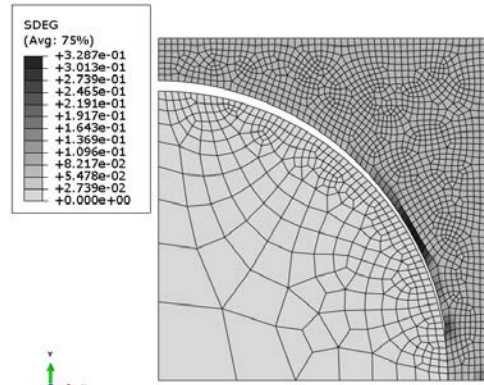 SDEG
(Avg: 75%)
+3.287e-01
+3.013e-01
+2.739e-01
+2.465e-01
+2.191e-01
+1.917e-01
+1.643e-01
+1.369e-01
+1.096e-01
+8.217e-02
+5.478e-02
+2.739e-02
+0.000e+00
Y